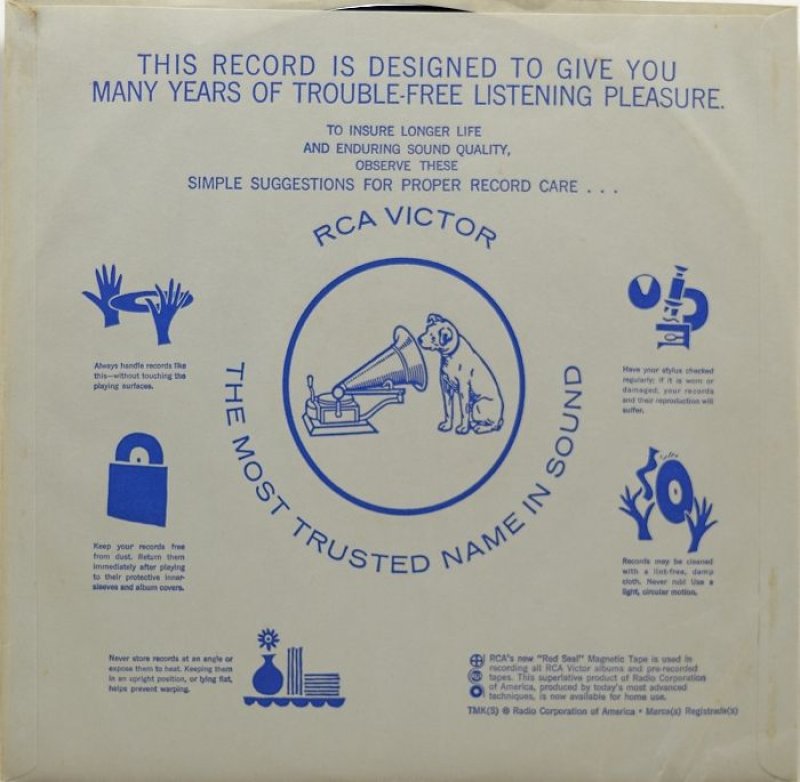 THIS RECORD IS DESIGNED TO GIVE YOU
MANY YEARS OF TROUBLE-FREE LISTENING PLEASURE.
TO INSURE LONGER LIFE
AND ENDURING SOUND QUALITY,
OBSERVE THESE
SIMPLE SUGGESTIONS FOR PROPER RECORD CARE . . .
RCA VICTOR
THE MOST TRUSTED NAME IN SOUND
Always handle records like
this—without touching the
playing surfaces.
Have your stylus checked
regularly; if it is worn or
damaged, your records
and their reproduction will
suffer.
Keep your records free
from dust. Return them
immediately after playing
to their protective inner-
sleeves and album covers.
Records may be cleaned
with a lint-free, damp
cloth. Never rub! Use a
light, circular motion.
Never store records at an angle or
expose them to heat. Keeping them
in an upright position, or lying flat,
helps prevent warping.
RCA's new "Red Seal" Magnetic Tape is used in
recording all RCA Victor albums and pre-recorded
tapes. This superlative product of Radio Corporation
of America, produced by today's most advanced
techniques, is now available for home use.
TMK(S) ® Radio Corporation of America • Marca(s) Registrada(s)